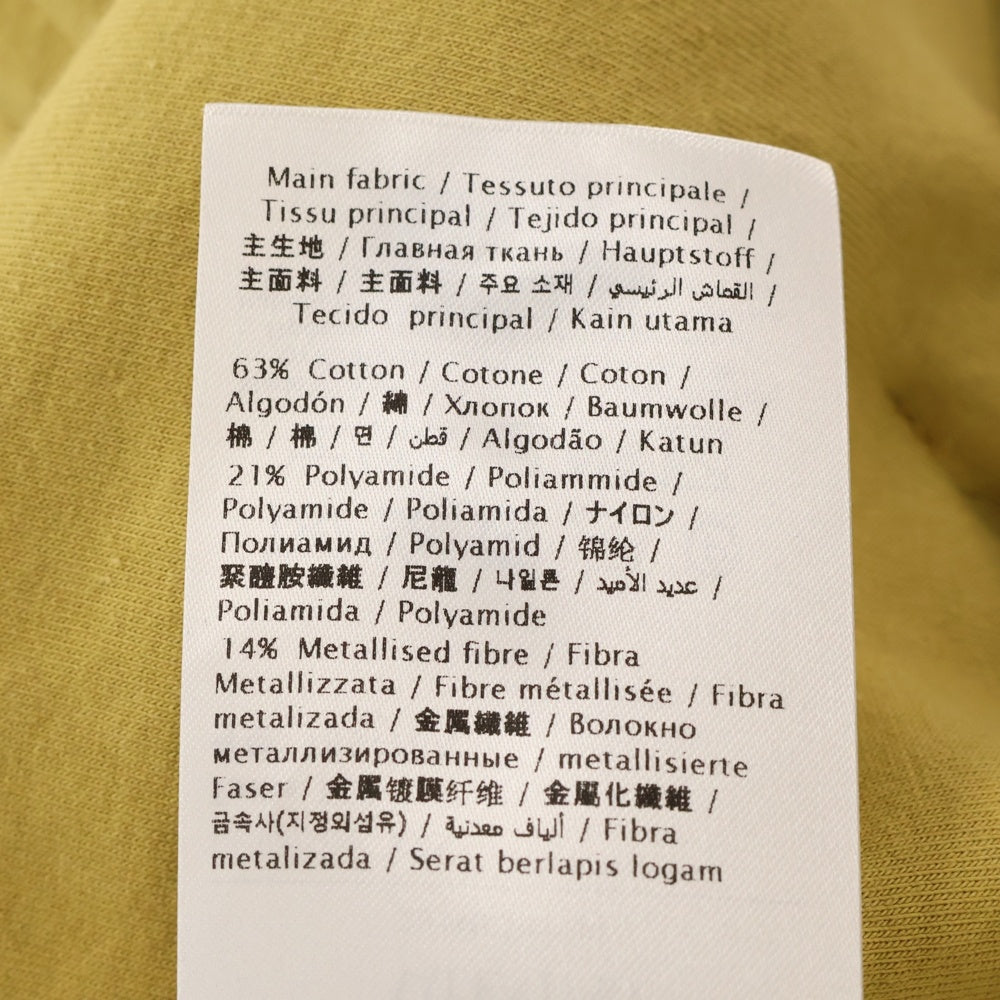 Main fabric / Tessuto principale /
Tissu principal / Tejido principal /
主生地 / Главная ткань / Hauptstoff /
主面料 / 主面料 / 주요 소재 / القماش الرئيسي /
Tecido principal / Kain utama
63% Cotton / Cotone / Coton /
Algodón / 綿 / Хлопок / Baumwolle /
棉 / 棉 / 면 / قطن / Algodão / Katun
21% Polyamide / Poliammide /
Polyamide / Poliamida / ナイロン /
Полиамид / Polyamid / 锦纶 /
聚醯胺纖維 / 尼龍 / 나일론 / عديد الأميد /
Poliamida / Polyamide
14% Metallised fibre / Fibra
Metallizzata / Fibre métallisée / Fibra
metalizada / 金属繊維 / Волокно
металлизированные / metallisierte
Faser / 金属镀膜纤维 / 金屬化纖維 /
금속사(지정외섬유) / ألياف معدنية / Fibra
metalizada / Serat berlapis logam